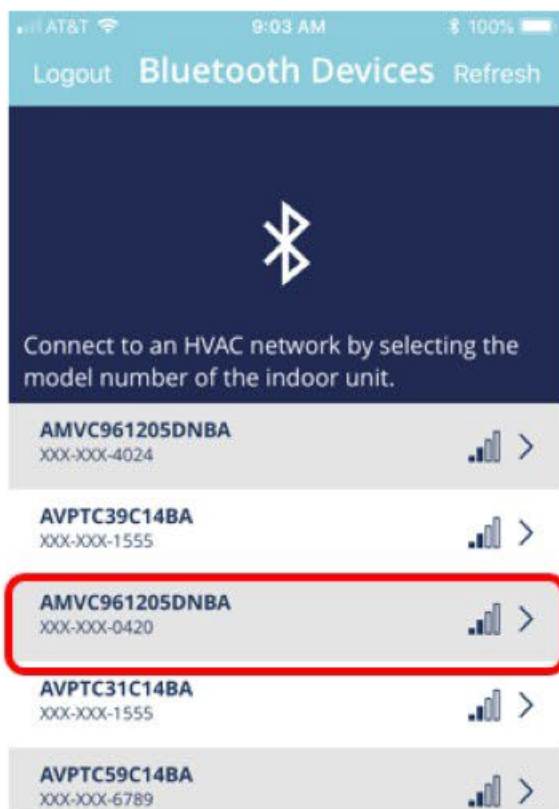 AT&T 9:03 AM 100%
Logout Bluetooth Devices Refresh
Connect to an HVAC network by selecting the
model number of the indoor unit.
AMVC961205DNBA
XXX-XXX-4024
AVPTC39C14BA
XXX-XXX-1555
AMVC961205DNBA
XXX-XXX-0420
AVPTC31C14BA
XXX-XXX-1555
AVPTC59C14BA
XXX-XXX-6789